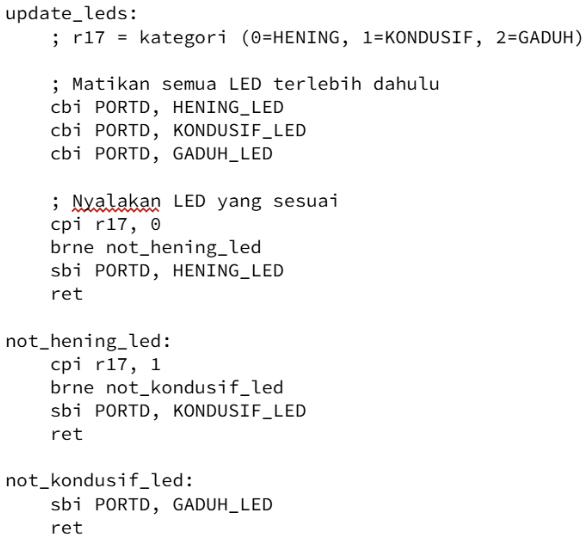 update_leds:
    ; r17 = kategori (0=HENING, 1=KONDUSIF, 2=GADUH)

    ; Matikan semua LED terlebih dahulu
    cbi PORTD, HENING_LED
    cbi PORTD, KONDUSIF_LED
    cbi PORTD, GADUH_LED

    ; Nyalakan LED yang sesuai
    cpi r17, 0
    brne not_hening_led
    sbi PORTD, HENING_LED
    ret

not_hening_led:
    cpi r17, 1
    brne not_kondusif_led
    sbi PORTD, KONDUSIF_LED
    ret

not_kondusif_led:
    sbi PORTD, GADUH_LED
    ret